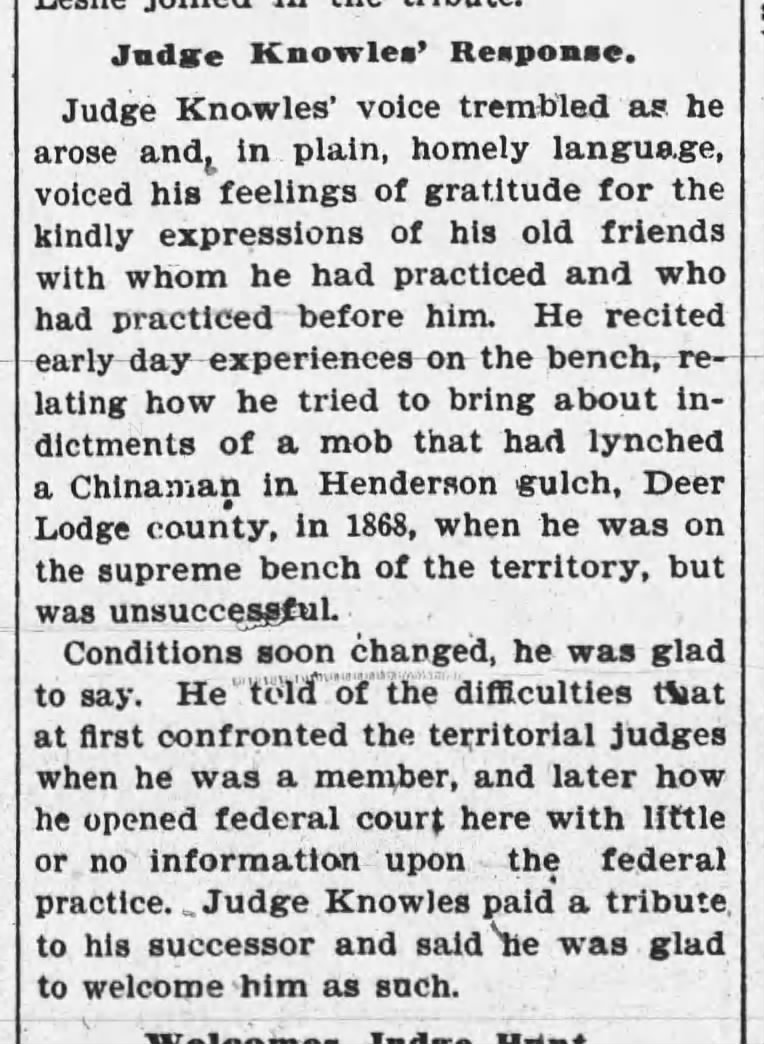 Leslie joined in the tribute.
Judge Knowles' Response.
Judge Knowles' voice trembled as he
arose and, in plain, homely language,
voiced his feelings of gratitude for the
kindly expressions of his old friends
with whom he had practiced and who
had practiced before him. He recited
early day experiences on the bench, re-
lating how he tried to bring about in-
dictments of a mob that had lynched
a Chinaman in Henderson gulch, Deer
Lodge county, in 1868, when he was on
the supreme bench of the territory, but
was unsuccessful.
Conditions soon changed, he was glad
to say. He told of the difficulties that
at first confronted the territorial judges
when he was a member, and later how
he opened federal court here with little
or no information upon the federal
practice. Judge Knowles paid a tribute
to his successor and said he was glad
to welcome him as such.
Welcomes Judge Hunt